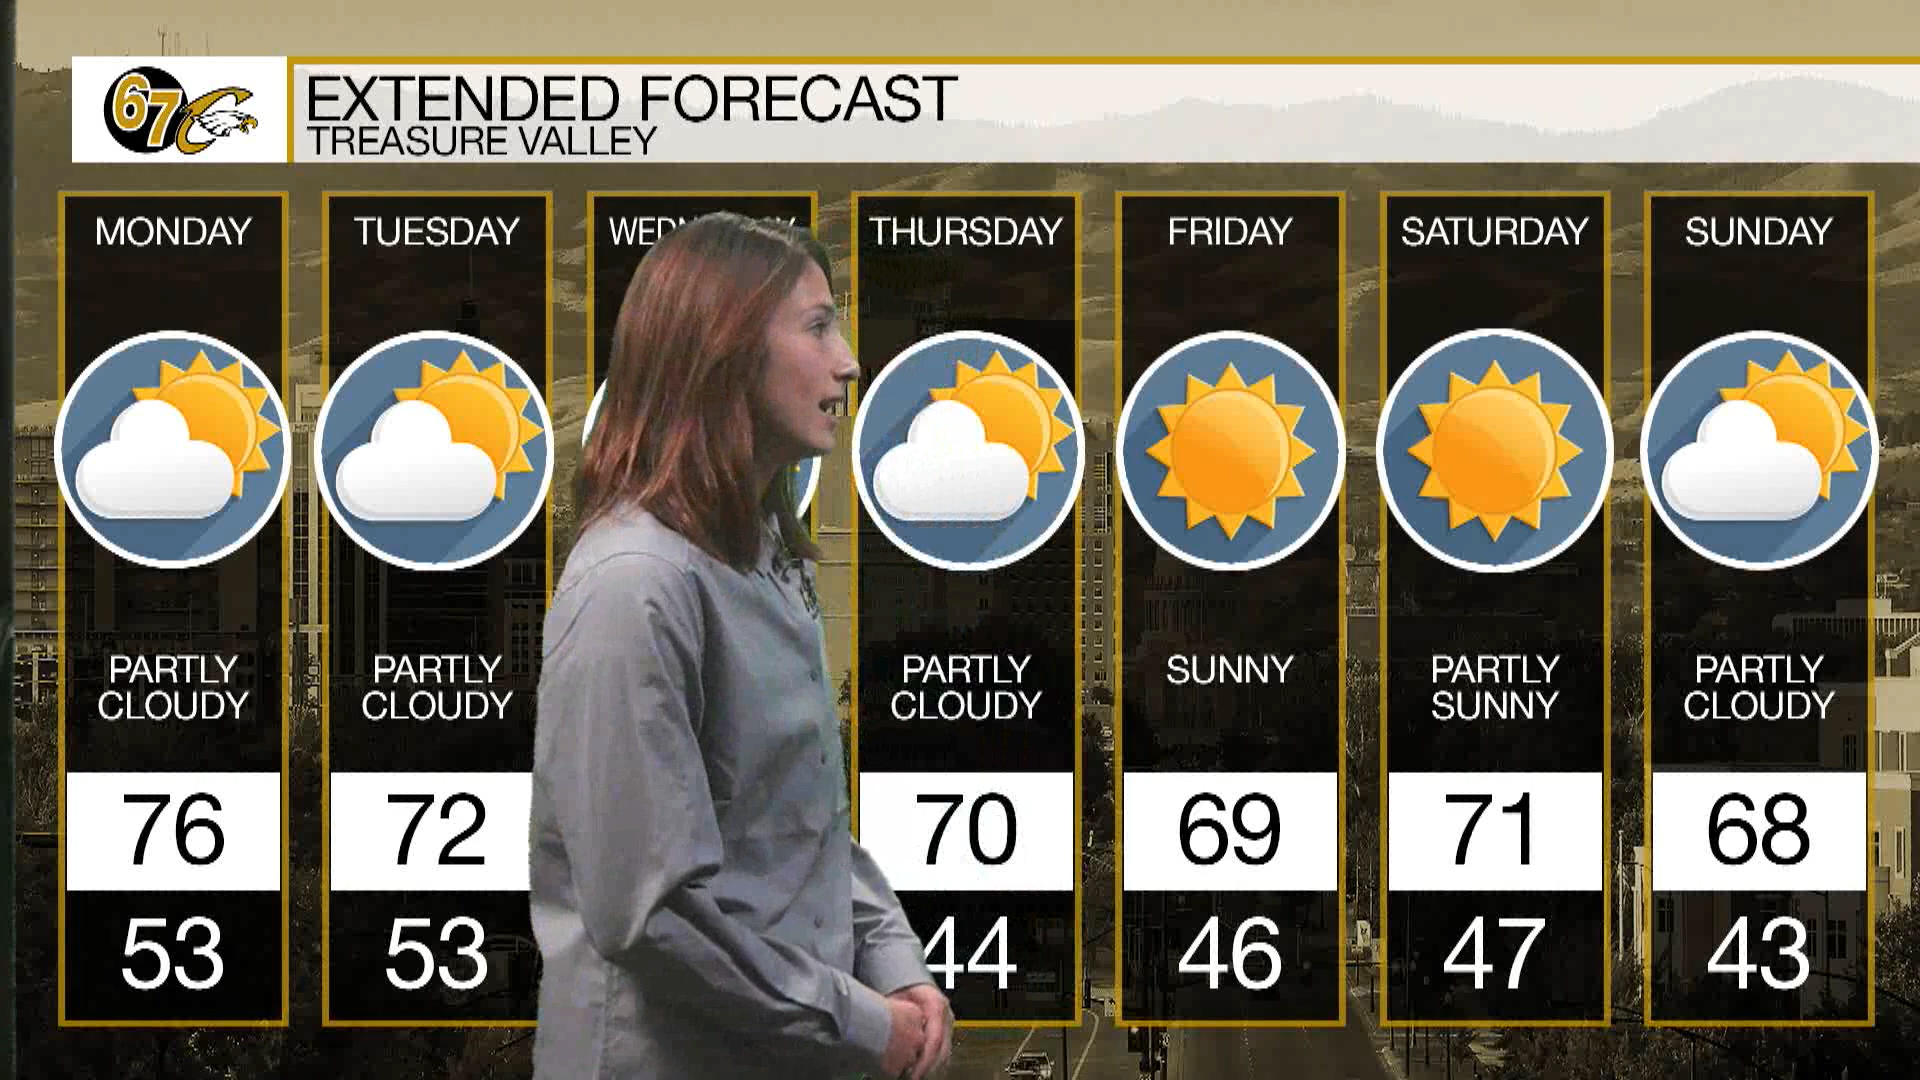 67C
EXTENDED FORECAST
TREASURE VALLEY
MONDAY
PARTLY
CLOUDY
76
53
TUESDAY
PARTLY
CLOUDY
72
53
THURSDAY
PARTLY
CLOUDY
70
44
FRIDAY
SUNNY
69
46
SATURDAY
PARTLY
SUNNY
71
47
SUNDAY
PARTLY
CLOUDY
68
43